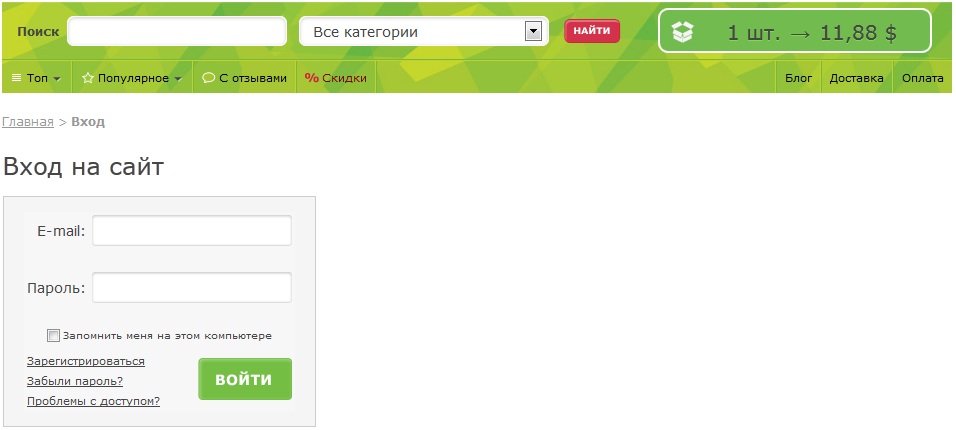 Поиск Все категории НАЙТИ 1 шт. → 11,88 $
Топ Популярное С отзывами % Скидки Блог Доставка Оплата
Главная > Вход
Вход на сайт
E-mail:
Пароль:
Запомнить меня на этом компьютере
Зарегистрироваться
Забыли пароль?
Проблемы с доступом?
ВОЙТИ